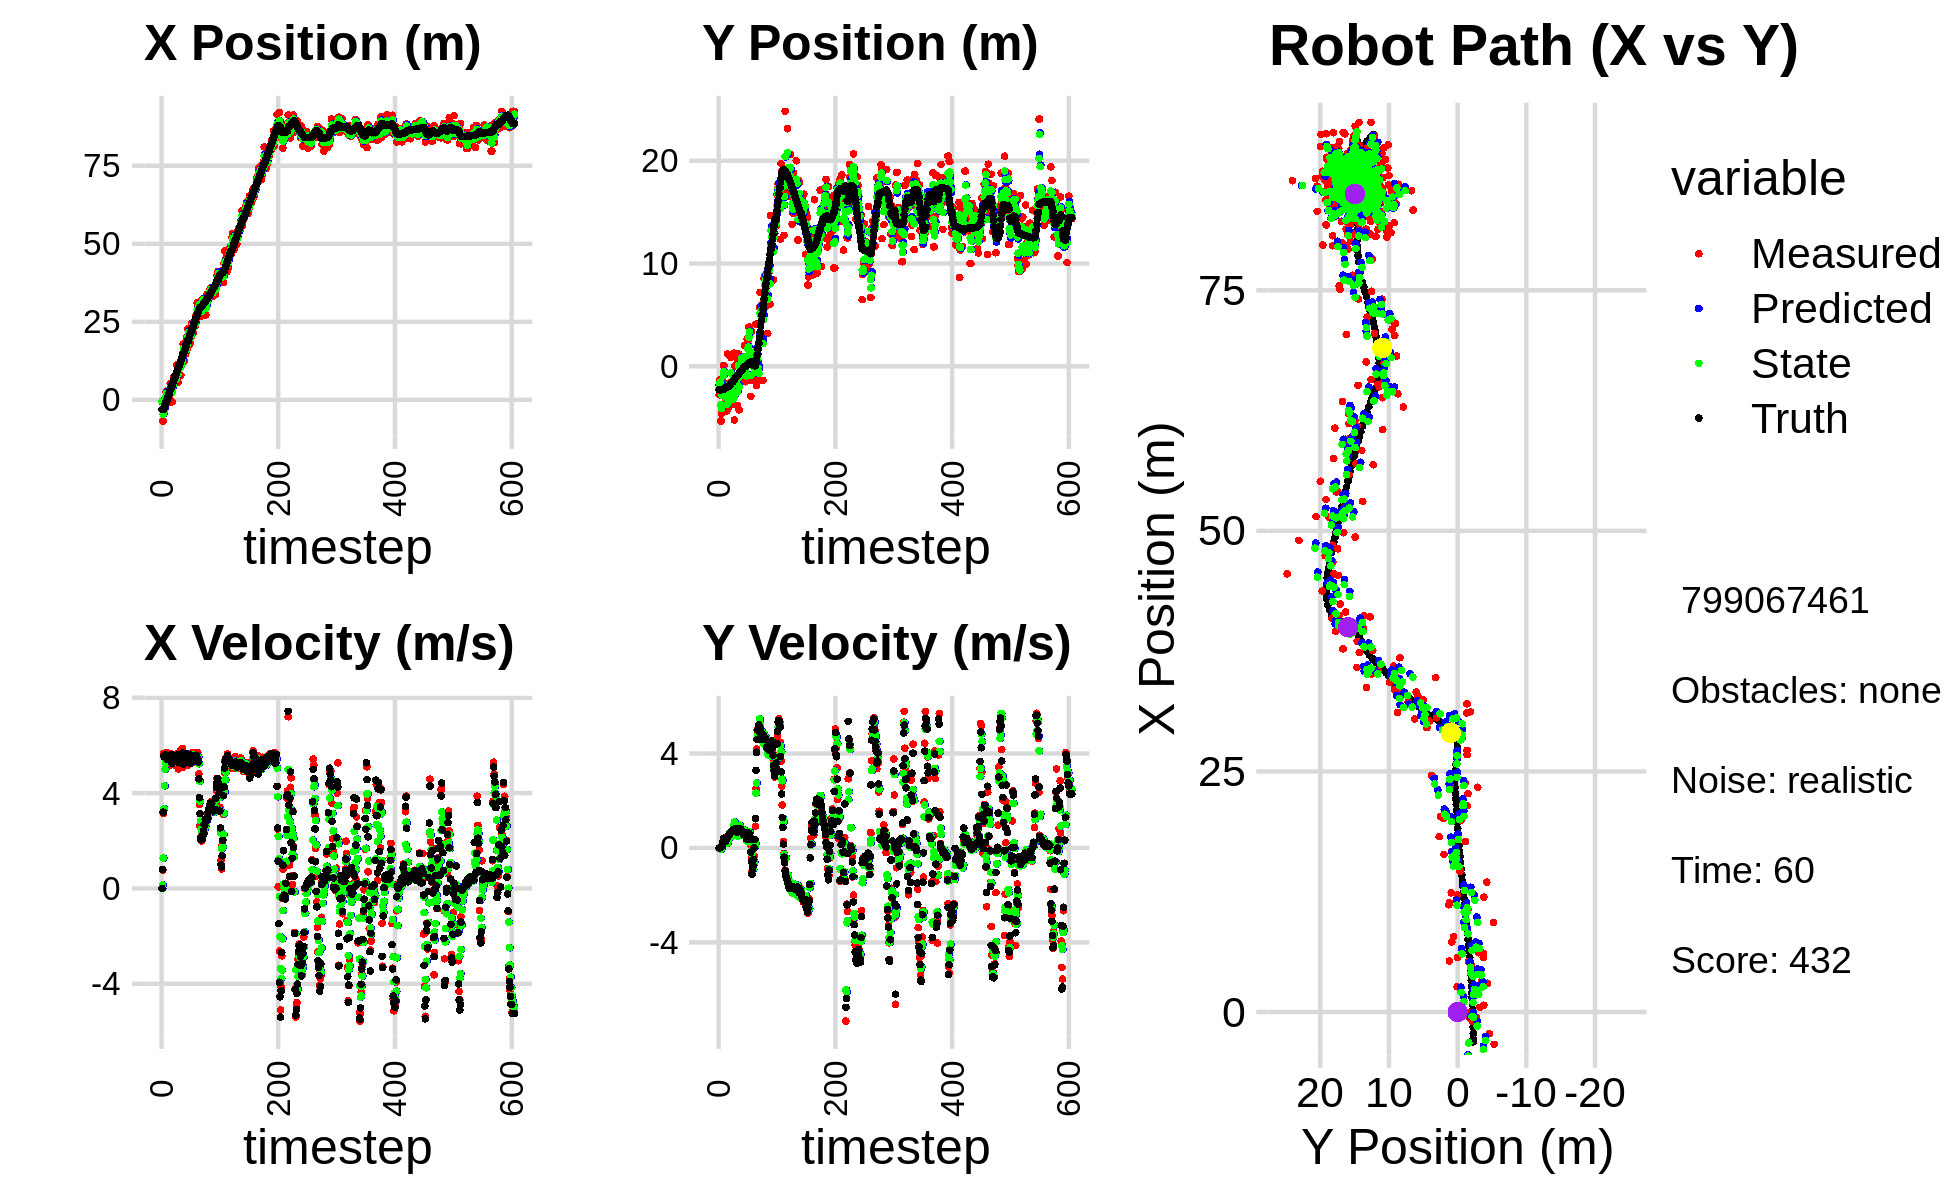 X Position (m)
75
50
25
0
0
200
400
600
timestep
Y Position (m)
20
10
0
0
200
400
600
timestep
X Velocity (m/s)
8
4
0
-4
0
200
400
600
timestep
Y Velocity (m/s)
4
0
-4
0
200
400
600
timestep
Robot Path (X vs Y)
X Position (m)
75
50
25
0
20 10 0 -10 -20
Y Position (m)
variable
Measured
Predicted
State
Truth
799067461
Obstacles: none
Noise: realistic
Time: 60
Score: 432